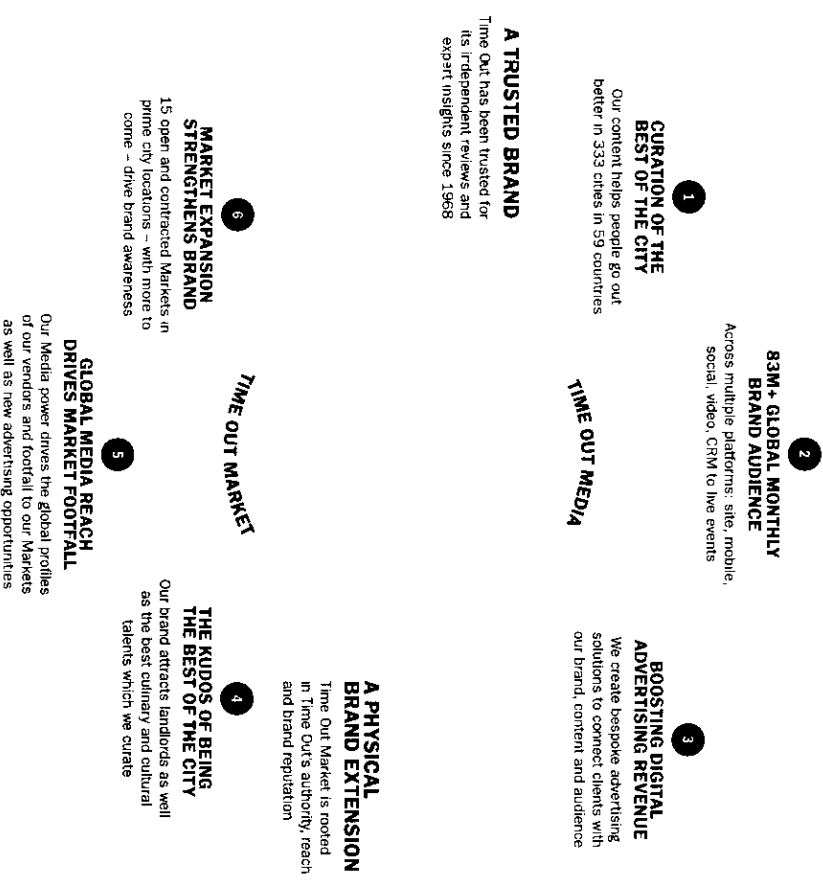 1
CURATION OF THE
BEST OF THE CITY
Our content helps people go out
better in 333 cities in 59 countries
2
83M+ GLOBAL MONTHLY
BRAND AUDIENCE
Across multiple platforms: site, mobile,
social, video, CRM to live events
3
BOOSTING DIGITAL
ADVERTISING REVENUE
We create bespoke advertising
solutions to connect clients with
our brand, content and audience
TIME OUT MEDIA
A TRUSTED BRAND
Time Out has been trusted for
its independent reviews and
expert insights since 1968
A PHYSICAL
BRAND EXTENSION
Time Out Market is rooted
in Time Out's authority, reach
and brand reputation
TIME OUT MARKET
4
THE KUDOS OF BEING
THE BEST OF THE CITY
Our brand attracts landlords as well
as the best culinary and cultural
talents which we curate
5
GLOBAL MEDIA REACH
DRIVES MARKET FOOTFALL
Our Media power drives the global profiles
of our vendors and footfall to our Markets
as well as new advertising opportunities
6
MARKET EXPANSION
STRENGTHENS BRAND
15 open and contracted Markets in
prime city locations – with more to
come – drive brand awareness